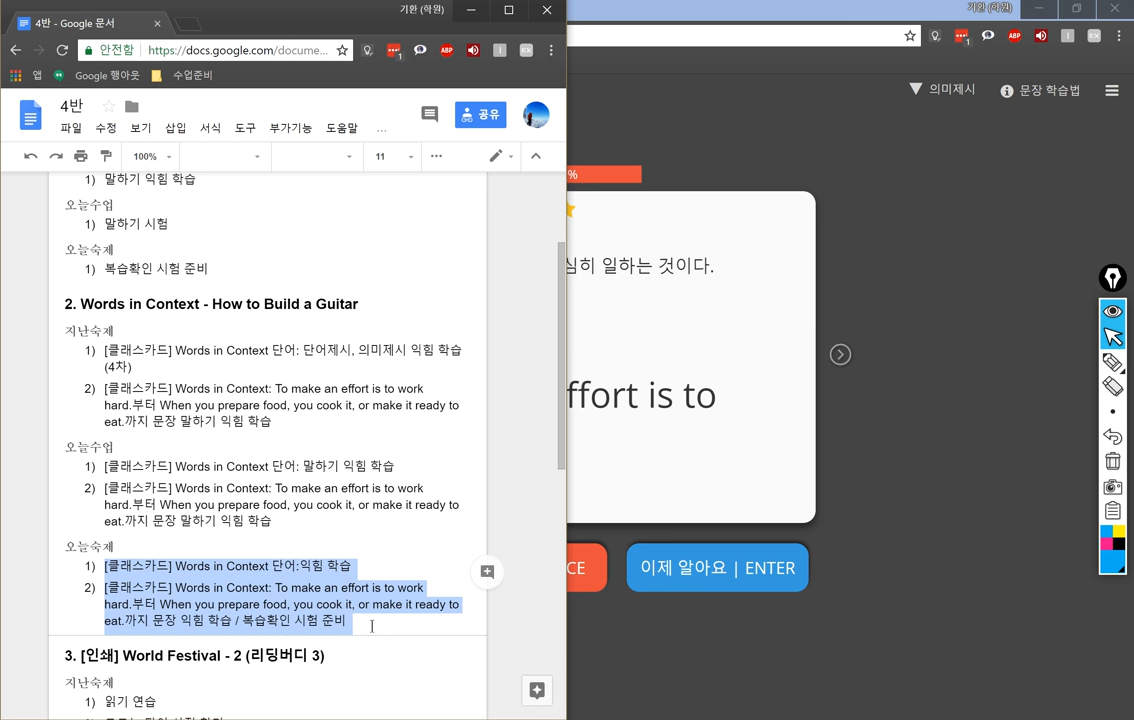 4반 - Google 문서
기환 (학원)
안전함
https://docs.google.com/docume...
앱
Google 행아웃
수업준비
4반
파일 수정 보기 삽입 서식 도구 부가기능 도움말 ...
공유
100%
11
1) 말하기 익힘 학습
오늘수업
1) 말하기 시험
오늘숙제
1) 복습확인 시험 준비
2. Words in Context - How to Build a Guitar
지난숙제
1) [클래스카드] Words in Context 단어: 단어제시, 의미제시 익힘 학습
(4차)
2) [클래스카드] Words in Context: To make an effort is to work
hard.부터 When you prepare food, you cook it, or make it ready to
eat.까지 문장 말하기 익힘 학습
오늘수업
1) [클래스카드] Words in Context 단어: 말하기 익힘 학습
2) [클래스카드] Words in Context: To make an effort is to work
hard.부터 When you prepare food, you cook it, or make it ready to
eat.까지 문장 말하기 익힘 학습
오늘숙제
1) [클래스카드] Words in Context 단어:익힘 학습
2) [클래스카드] Words in Context: To make an effort is to work
hard.부터 When you prepare food, you cook it, or make it ready to
eat.까지 문장 익힘 학습 / 복습확인 시험 준비
3. [인쇄] World Festival - 2 (리딩버디 3)
지난숙제
1) 읽기 연습
기환 (학원)
의미제시
문장 학습법
%
심히 일하는 것이다.
ffort is to
CE
이제 알아요 | ENTER